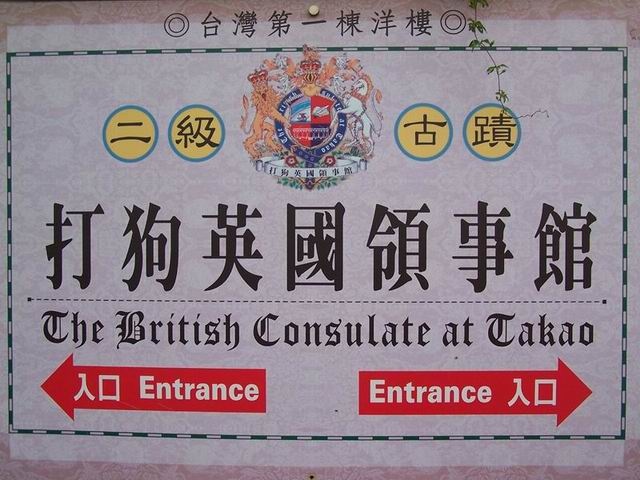 ◎台灣第一棟洋樓◎
二級 古蹟
打狗英國領事館
打狗英國領事館
The British Consulate at Takao
入口 Entrance Entrance 入口